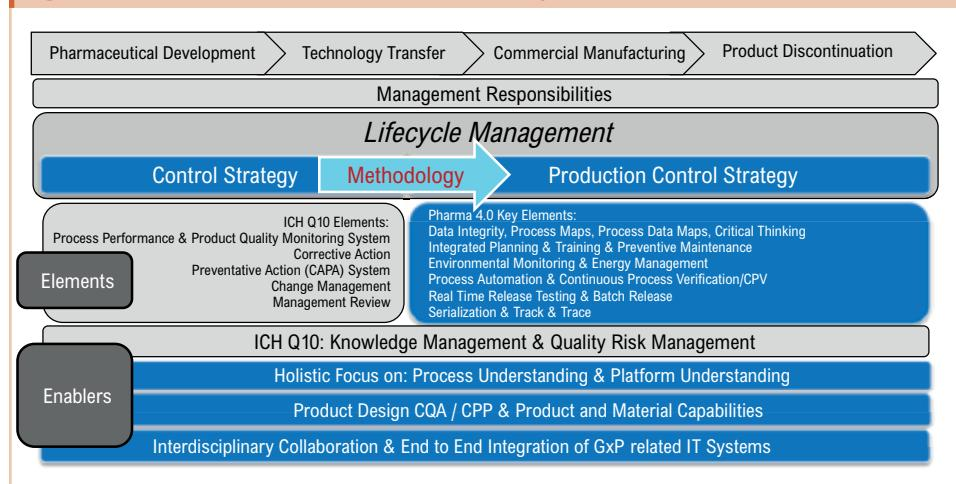 Pharmaceutical Development
Technology Transfer
Commercial Manufacturing
Product Discontinuation
Management Responsibilities
Lifecycle Management
Control Strategy
Methodology
Production Control Strategy
ICH Q10 Elements:
Process Performance & Product Quality Monitoring System
Corrective Action
Preventative Action (CAPA) System
Change Management
Management Review
Elements
Pharma 4.0 Key Elements:
Data Integrity, Process Maps, Process Data Maps, Critical Thinking
Integrated Planning & Training & Preventive Maintenance
Environmental Monitoring & Energy Management
Process Automation & Continuous Process Verification/CPV
Real Time Release Testing & Batch Release
Serialization & Track & Trace
ICH Q10: Knowledge Management & Quality Risk Management
Enablers
Holistic Focus on: Process Understanding & Platform Understanding
Product Design CQA / CPP & Product and Material Capabilities
Interdisciplinary Collaboration & End to End Integration of GxP related IT Systems